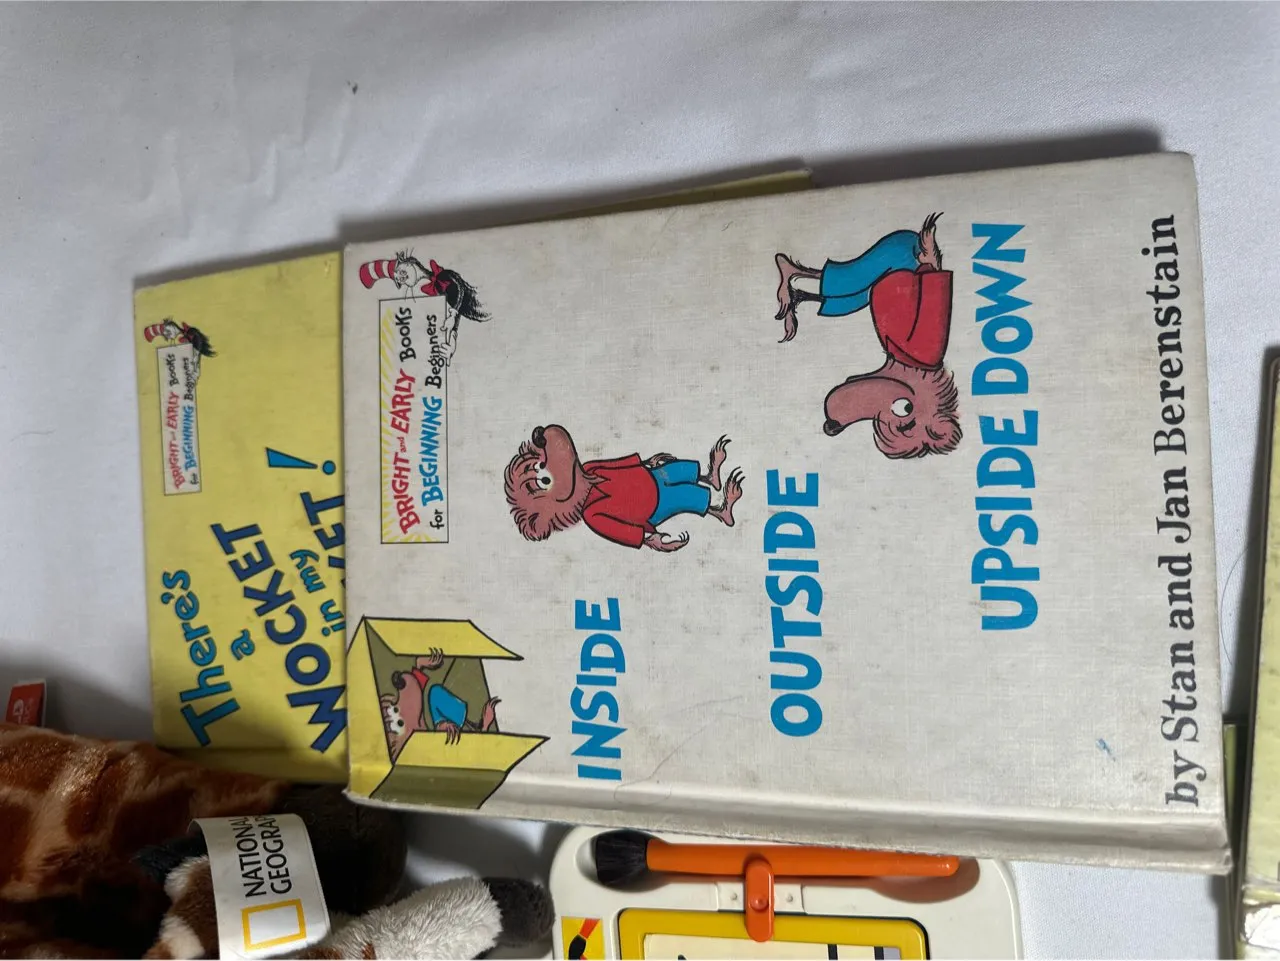 BRIGHT and EARLY BOOKS
for BEGINNING Beginners
INSIDE
OUTSIDE
UPSIDE DOWN
by Stan and Jan Berenstain
BRIGHT and EARLY BOOKS
for BEGINNING Beginners
There's
a
WOCKET
in my
!
NATIONAL
GEOGRAP